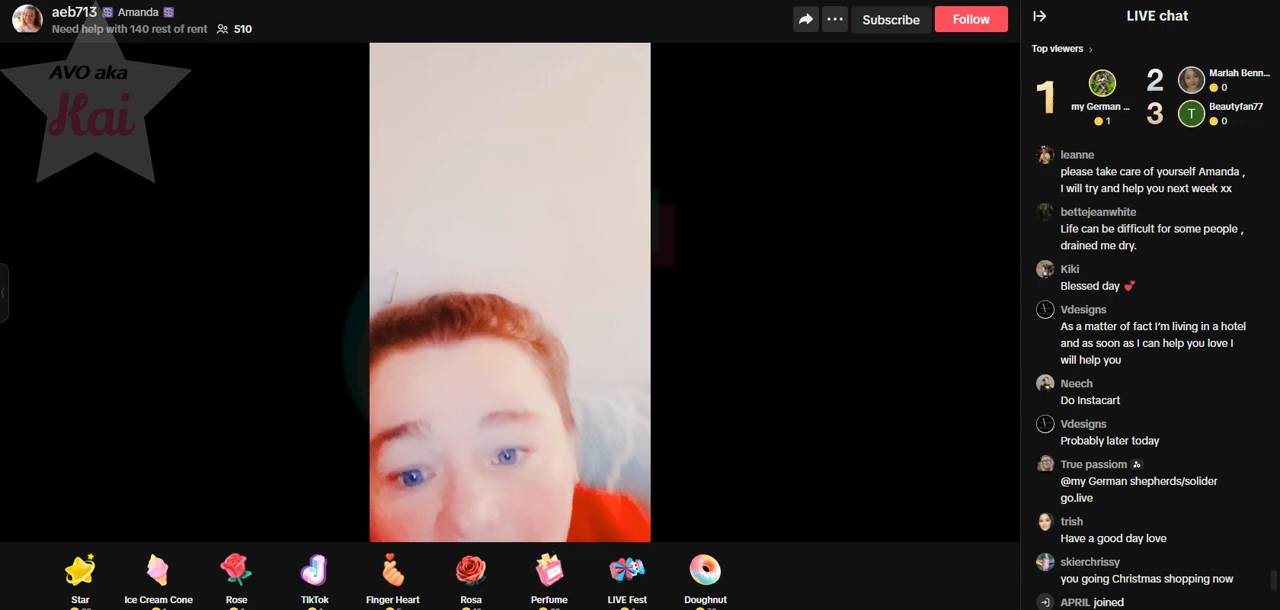 aeb713 Amanda
Need help with 140 rest of rent 510
Subscribe
Follow
AVO aka
Kai
LIVE chat
Top viewers
1
my German ...
1
2
Mariah Benn...
0
3
T
Beautyfan77
0
leanne
please take care of yourself Amanda ,
I will try and help you next week xx
bettejeanwhite
Life can be difficult for some people ,
drained me dry.
Kiki
Blessed day 💕
Vdesigns
As a matter of fact I'm living in a hotel
and as soon as I can help you love I
will help you
Neech
Do Instacart
Vdesigns
Probably later today
True passiom
@my German shepherds/solider
go.live
trish
Have a good day love
skierchrissy
you going Christmas shopping now
APRIL joined
Star
Ice Cream Cone
Rose
TikTok
Finger Heart
Rosa
Perfume
LIVE Fest
Doughnut